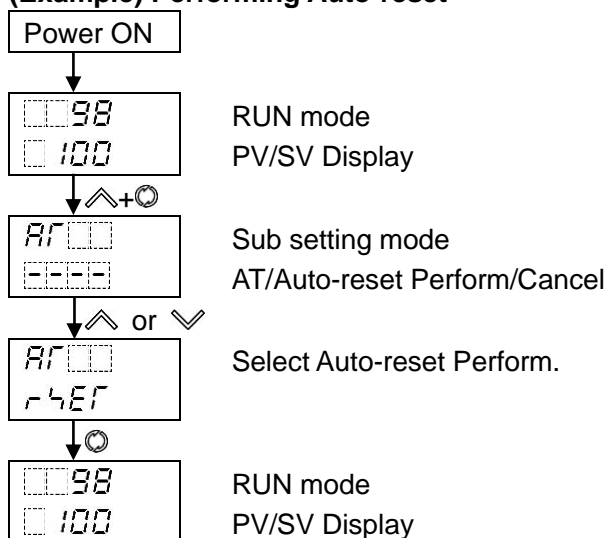 (Example) Performing Auto-reset
Power ON
98 RUN mode
100 PV/SV Display
+
AT Sub setting mode
---- AT/Auto-reset Perform/Cancel
or
AT Select Auto-reset Perform.
rSET
98 RUN mode
100 PV/SV Display